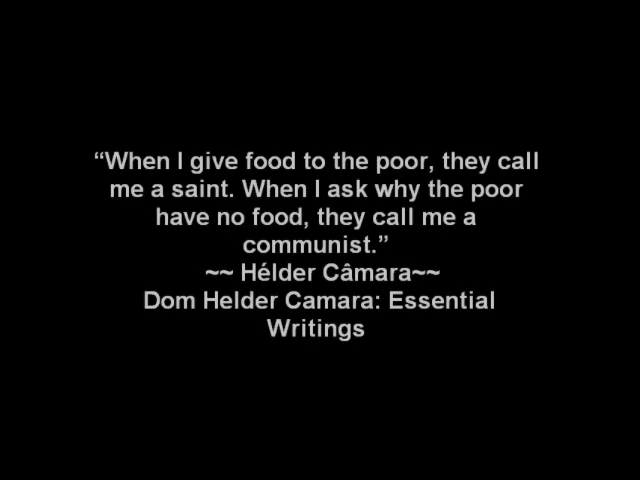 “When I give food to the poor, they call
me a saint. When I ask why the poor
have no food, they call me a
communist.”
~~ Hélder Câmara~~
Dom Helder Camara: Essential
Writings